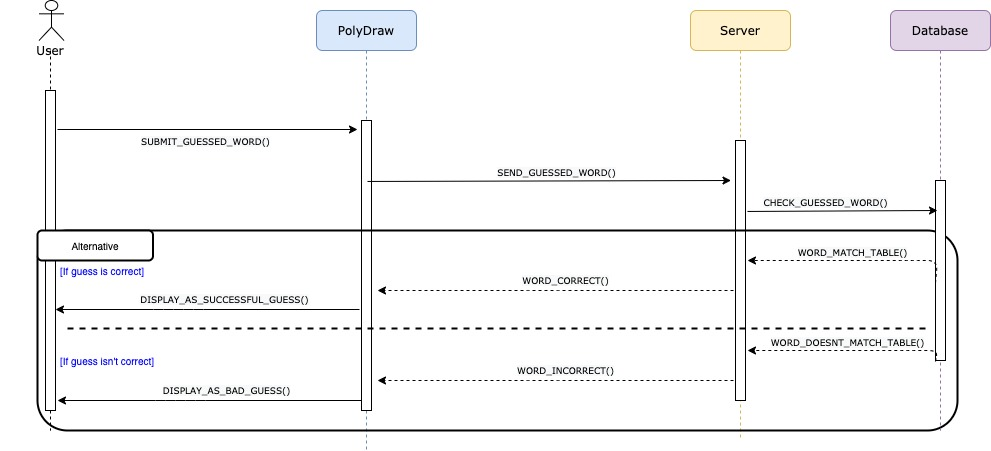 User
PolyDraw
Server
Database
SUBMIT_GUESSED_WORD()
SEND_GUESSED_WORD()
CHECK_GUESSED_WORD()
Alternative
WORD_MATCH_TABLE()
[If guess is correct]
WORD_CORRECT()
DISPLAY_AS_SUCCESSFUL_GUESS()
WORD_DOESNT_MATCH_TABLE()
[If guess isn't correct]
WORD_INCORRECT()
DISPLAY_AS_BAD_GUESS()